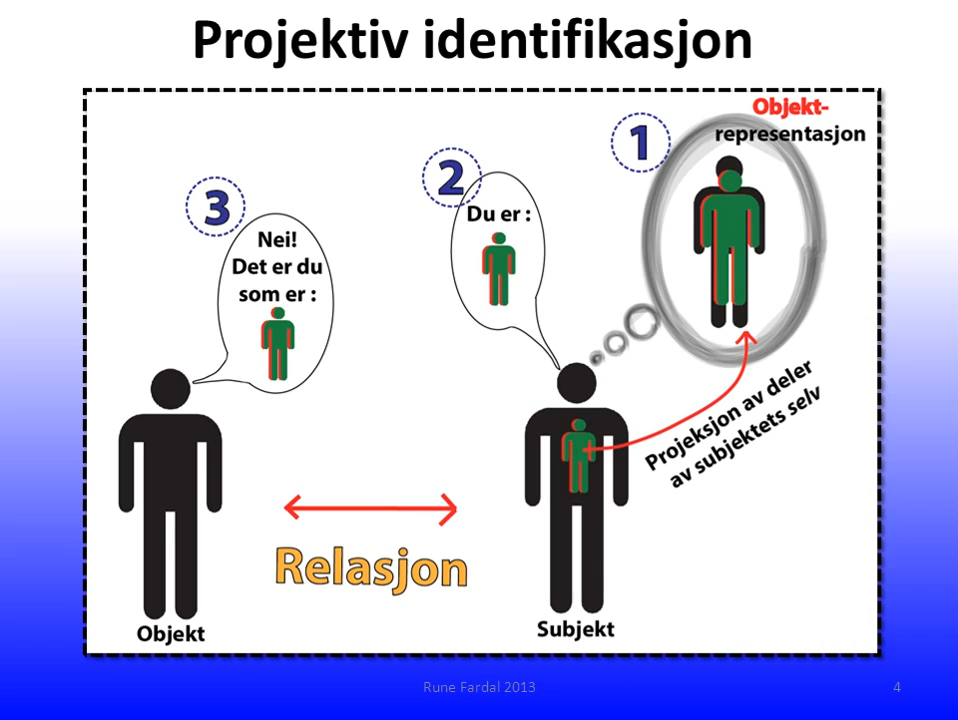 Projektiv identifikasjon
Objekt-
representasjon
1
2
Du er :
3
Nei!
Det er du
som er :
Projeksjon av deler
av subjektets selv
Relasjon
Objekt
Subjekt
Rune Fardal 2013
4